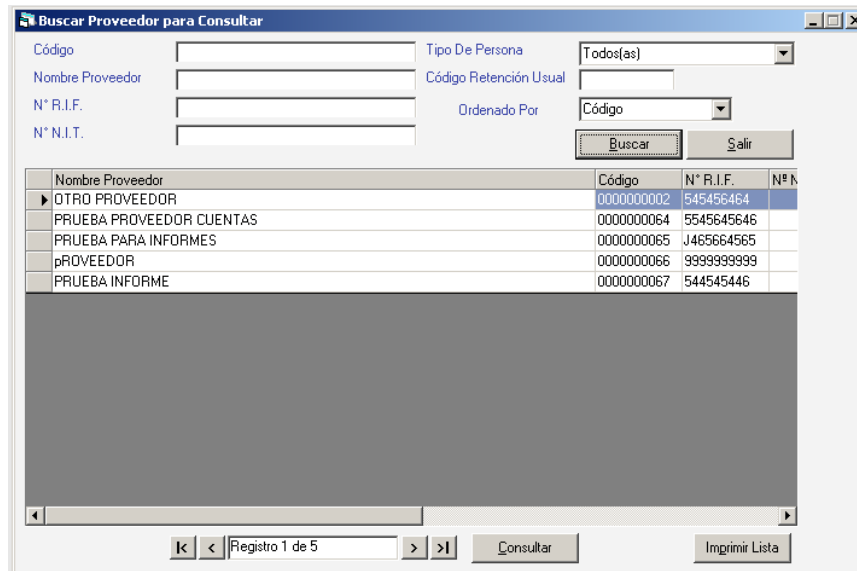 Buscar Proveedor para Consultar
Código Tipo De Persona Todos(as)
Nombre Proveedor Código Retención Usual
N° R.I.F. Ordenado Por Código
N° N.I.T.
Buscar Salir
Nombre Proveedor Código N° R.I.F. Nº N
OTRO PROVEEDOR 0000000002 545456464
PRUEBA PROVEEDOR CUENTAS 0000000064 5545645646
PRUEBA PARA INFORMES 0000000065 J465664565
pROVEEDOR 0000000066 9999999999
PRUEBA INFORME 0000000067 544545446
Registro 1 de 5 Consultar Imprimir Lista